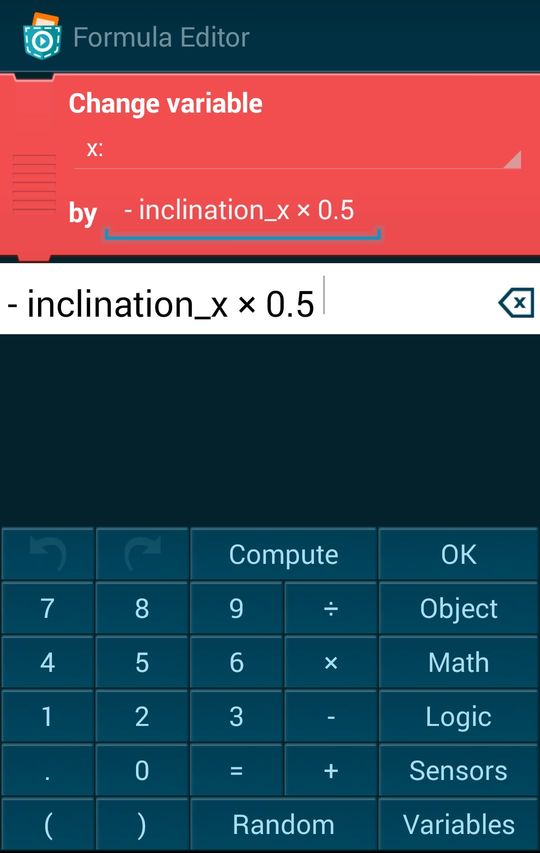 Formula Editor
Change variable
x:
by - inclination_x × 0.5
- inclination_x × 0.5
Compute OK
7 8 9 ÷ Object
4 5 6 × Math
1 2 3 - Logic
. 0 = + Sensors
( ) Random Variables